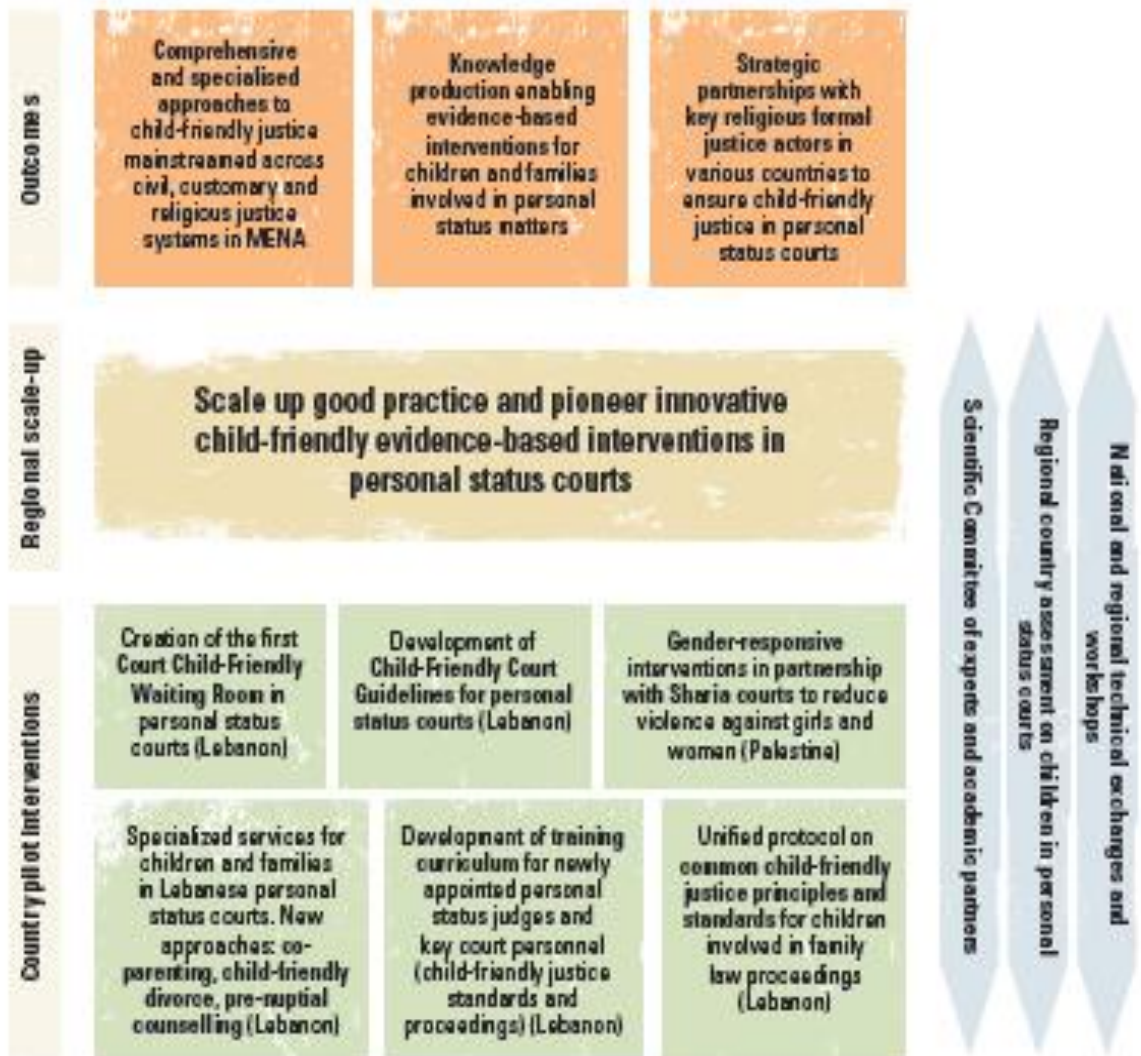 Outcomes
Comprehensive
and specialised
approaches to
child-friendly justice
mainstreamed across
civil, customary and
religious justice
systems in MENA
Knowledge
production enabling
evidence-based
interventions for
children and families
involved in personal
status matters
Strategic
partnerships with
key religious formal
justice actors in
various countries to
ensure child-friendly
justice in personal
status courts
Regional scale-up
Scale up good practice and pioneer innovative
child-friendly evidence-based interventions in
personal status courts
Country pilot interventions
Creation of the first
Court Child-Friendly
Waiting Room in
personal status
courts (Lebanon)
Development of
Child-Friendly Court
Guidelines for personal
status courts (Lebanon)
Gender-responsive
interventions in partnership
with Sharia courts to reduce
violence against girls and
women (Palestine)
Specialized services for
children and families
in Lebanese personal
status courts. New
approaches: co-
parenting, child-friendly
divorce, pre-nuptial
counselling (Lebanon)
Development of training
curriculum for newly
appointed personal
status judges and
key court personnel
(child-friendly justice
standards and
proceedings) (Lebanon)
Unified protocol on
common child-friendly
justice principles and
standards for children
involved in family
law proceedings
(Lebanon)
Scientific Committee of experts and academic partners
Regional country assessment on children in personal
status courts
National and regional technical exchanges and
workshops